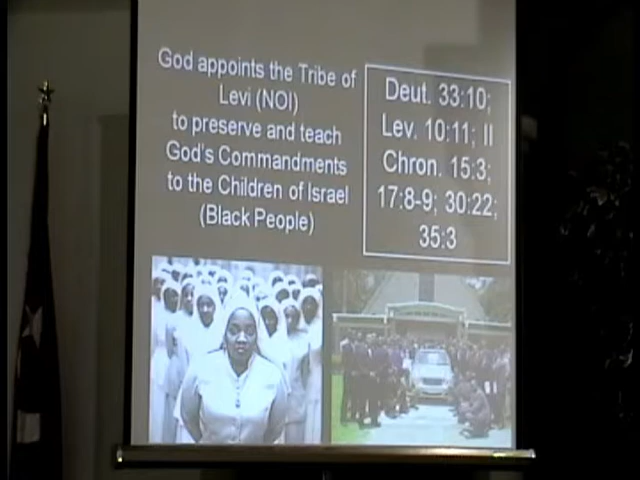 God appoints the Tribe of
Levi (NOI)
to preserve and teach
God's Commandments
to the Children of Israel
(Black People)
Deut. 33:10;
Lev. 10:11; II
Chron. 15:3;
17:8-9; 30:22;
35:3